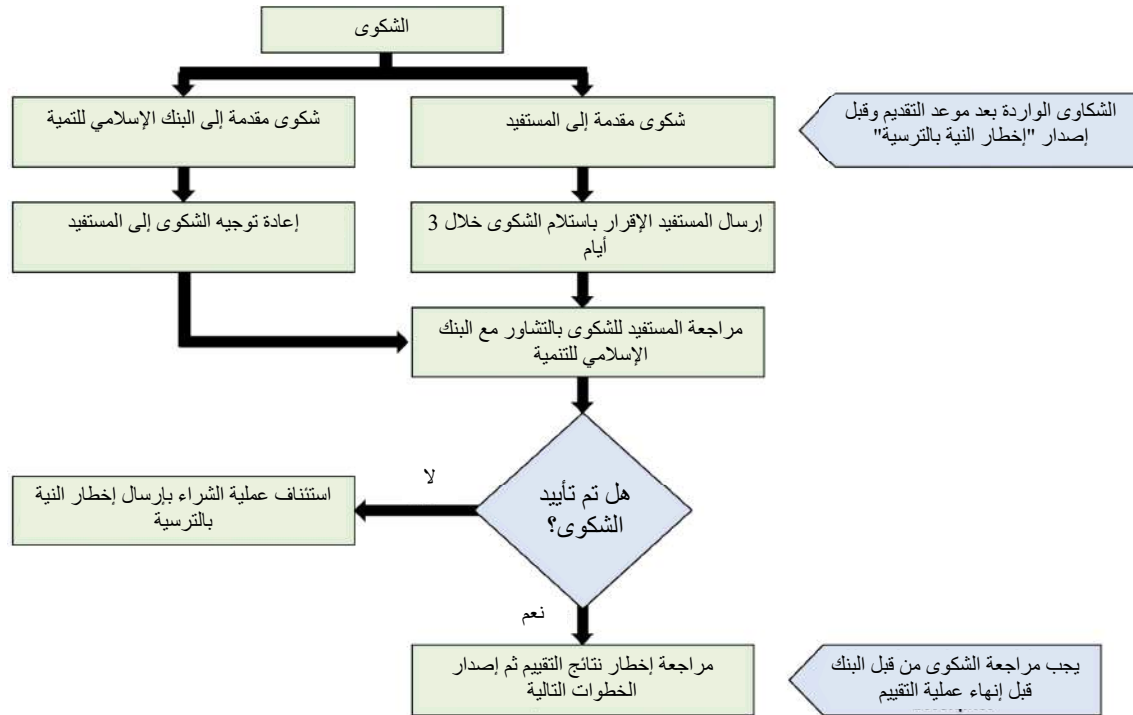 الشكوى
الشكاوى الواردة بعد موعد التقديم وقبل
إصدار "إخطار النية بالترسية"
شكوى مقدمة إلى المستفيد
شكوى مقدمة إلى البنك الإسلامي للتمية
إرسال المستفيد الإقرار باستلام الشكوى خلال 3
أيام
إعادة توجيه الشكوى إلى المستفيد
مراجعة المستفيد للشكوى بالتشاور مع البنك
الإسلامي للتنمية
هل تم تأييد
الشكوى؟
لا
استئناف عملية الشراء بإرسال إخطار النية
بالترسية
نعم
مراجعة إخطار نتائج التقييم ثم إصدار
الخطوات التالية
يجب مراجعة الشكوى من قبل البنك
قبل إنهاء عملية التقييم